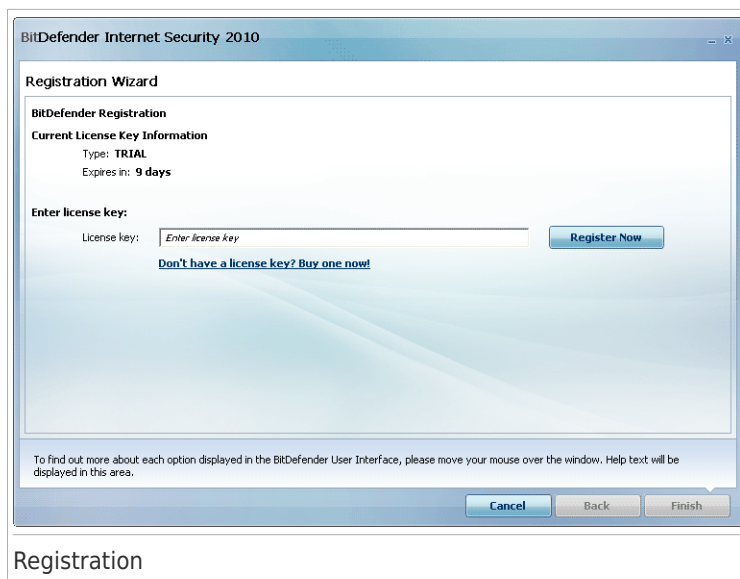 BitDefender Internet Security 2010
Registration Wizard
BitDefender Registration
Current License Key Information
Type: TRIAL
Expires in: 9 days
Enter license key:
License key: Enter license key Register Now
Don't have a license key? Buy one now!
To find out more about each option displayed in the BitDefender User Interface, please move your mouse over the window. Help text will be
displayed in this area.
Cancel Back Finish
Registration